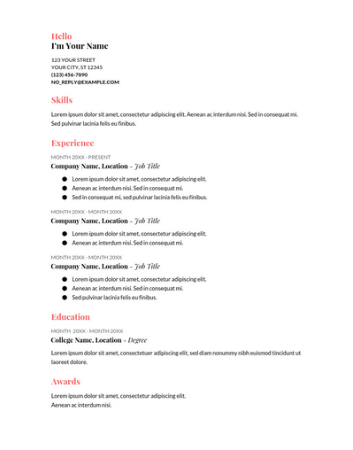 Hello
I'm Your Name
123 YOUR STREET
YOUR CITY, ST 12345
(123) 456-7890
NO_REPLY@EXAMPLE.COM
Skills
Lorem ipsum dolor sit amet, consectetur adipiscing elit. Aenean ac interdum nisi. Sed in consequat mi.
Sed pulvinar lacinia felis eu finibus.
Experience
MONTH 20XX - PRESENT
Company Name, Location - Job Title
● Lorem ipsum dolor sit amet, consectetur adipiscing elit.
● Aenean ac interdum nisi. Sed in consequat mi.
● Sed in consequat mi, sed pulvinar lacinia felis eu finibus.
MONTH 20XX - MONTH 20XX
Company Name, Location - Job Title
● Lorem ipsum dolor sit amet, consectetur adipiscing elit.
● Aenean ac interdum nisi. Sed in consequat mi.
MONTH 20XX - MONTH 20XX
Company Name, Location - Job Title
● Lorem ipsum dolor sit amet, consectetur adipiscing elit.
● Aenean ac interdum nisi. Sed in consequat mi.
● Sed pulvinar lacinia felis eu finibus.
Education
MONTH 20XX - MONTH 20XX
College Name, Location - Degree
Lorem ipsum dolor sit amet, consectetuer adipiscing elit, sed diam nonummy nibh euismod tincidunt ut
laoreet dolore.
Awards
Lorem ipsum dolor sit amet, consectetur adipiscing elit.
Aenean ac interdum nisi.